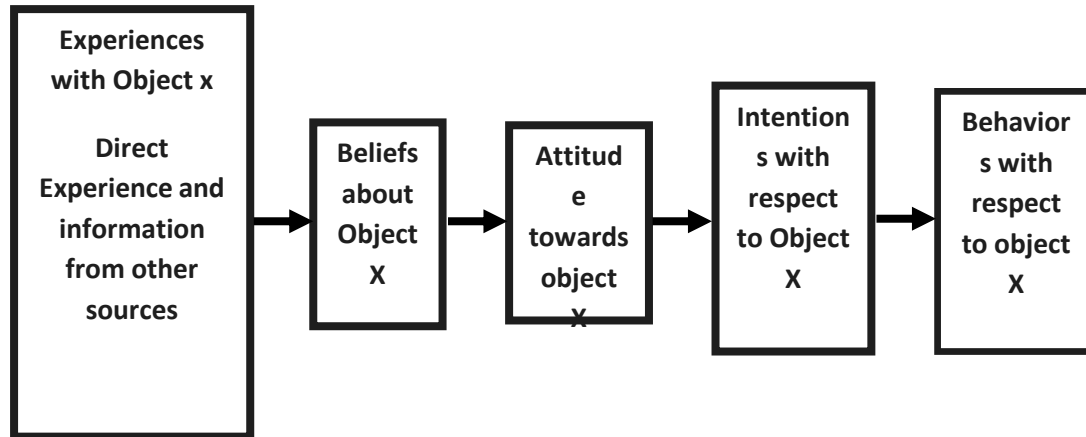 Experiences
with Object x
Direct
Experience and
information
from other
sources
Beliefs
about
Object
X
Attitud
e
towards
object
X
Intention
s with
respect
to Object
X
Behavior
s with
respect
to object
X